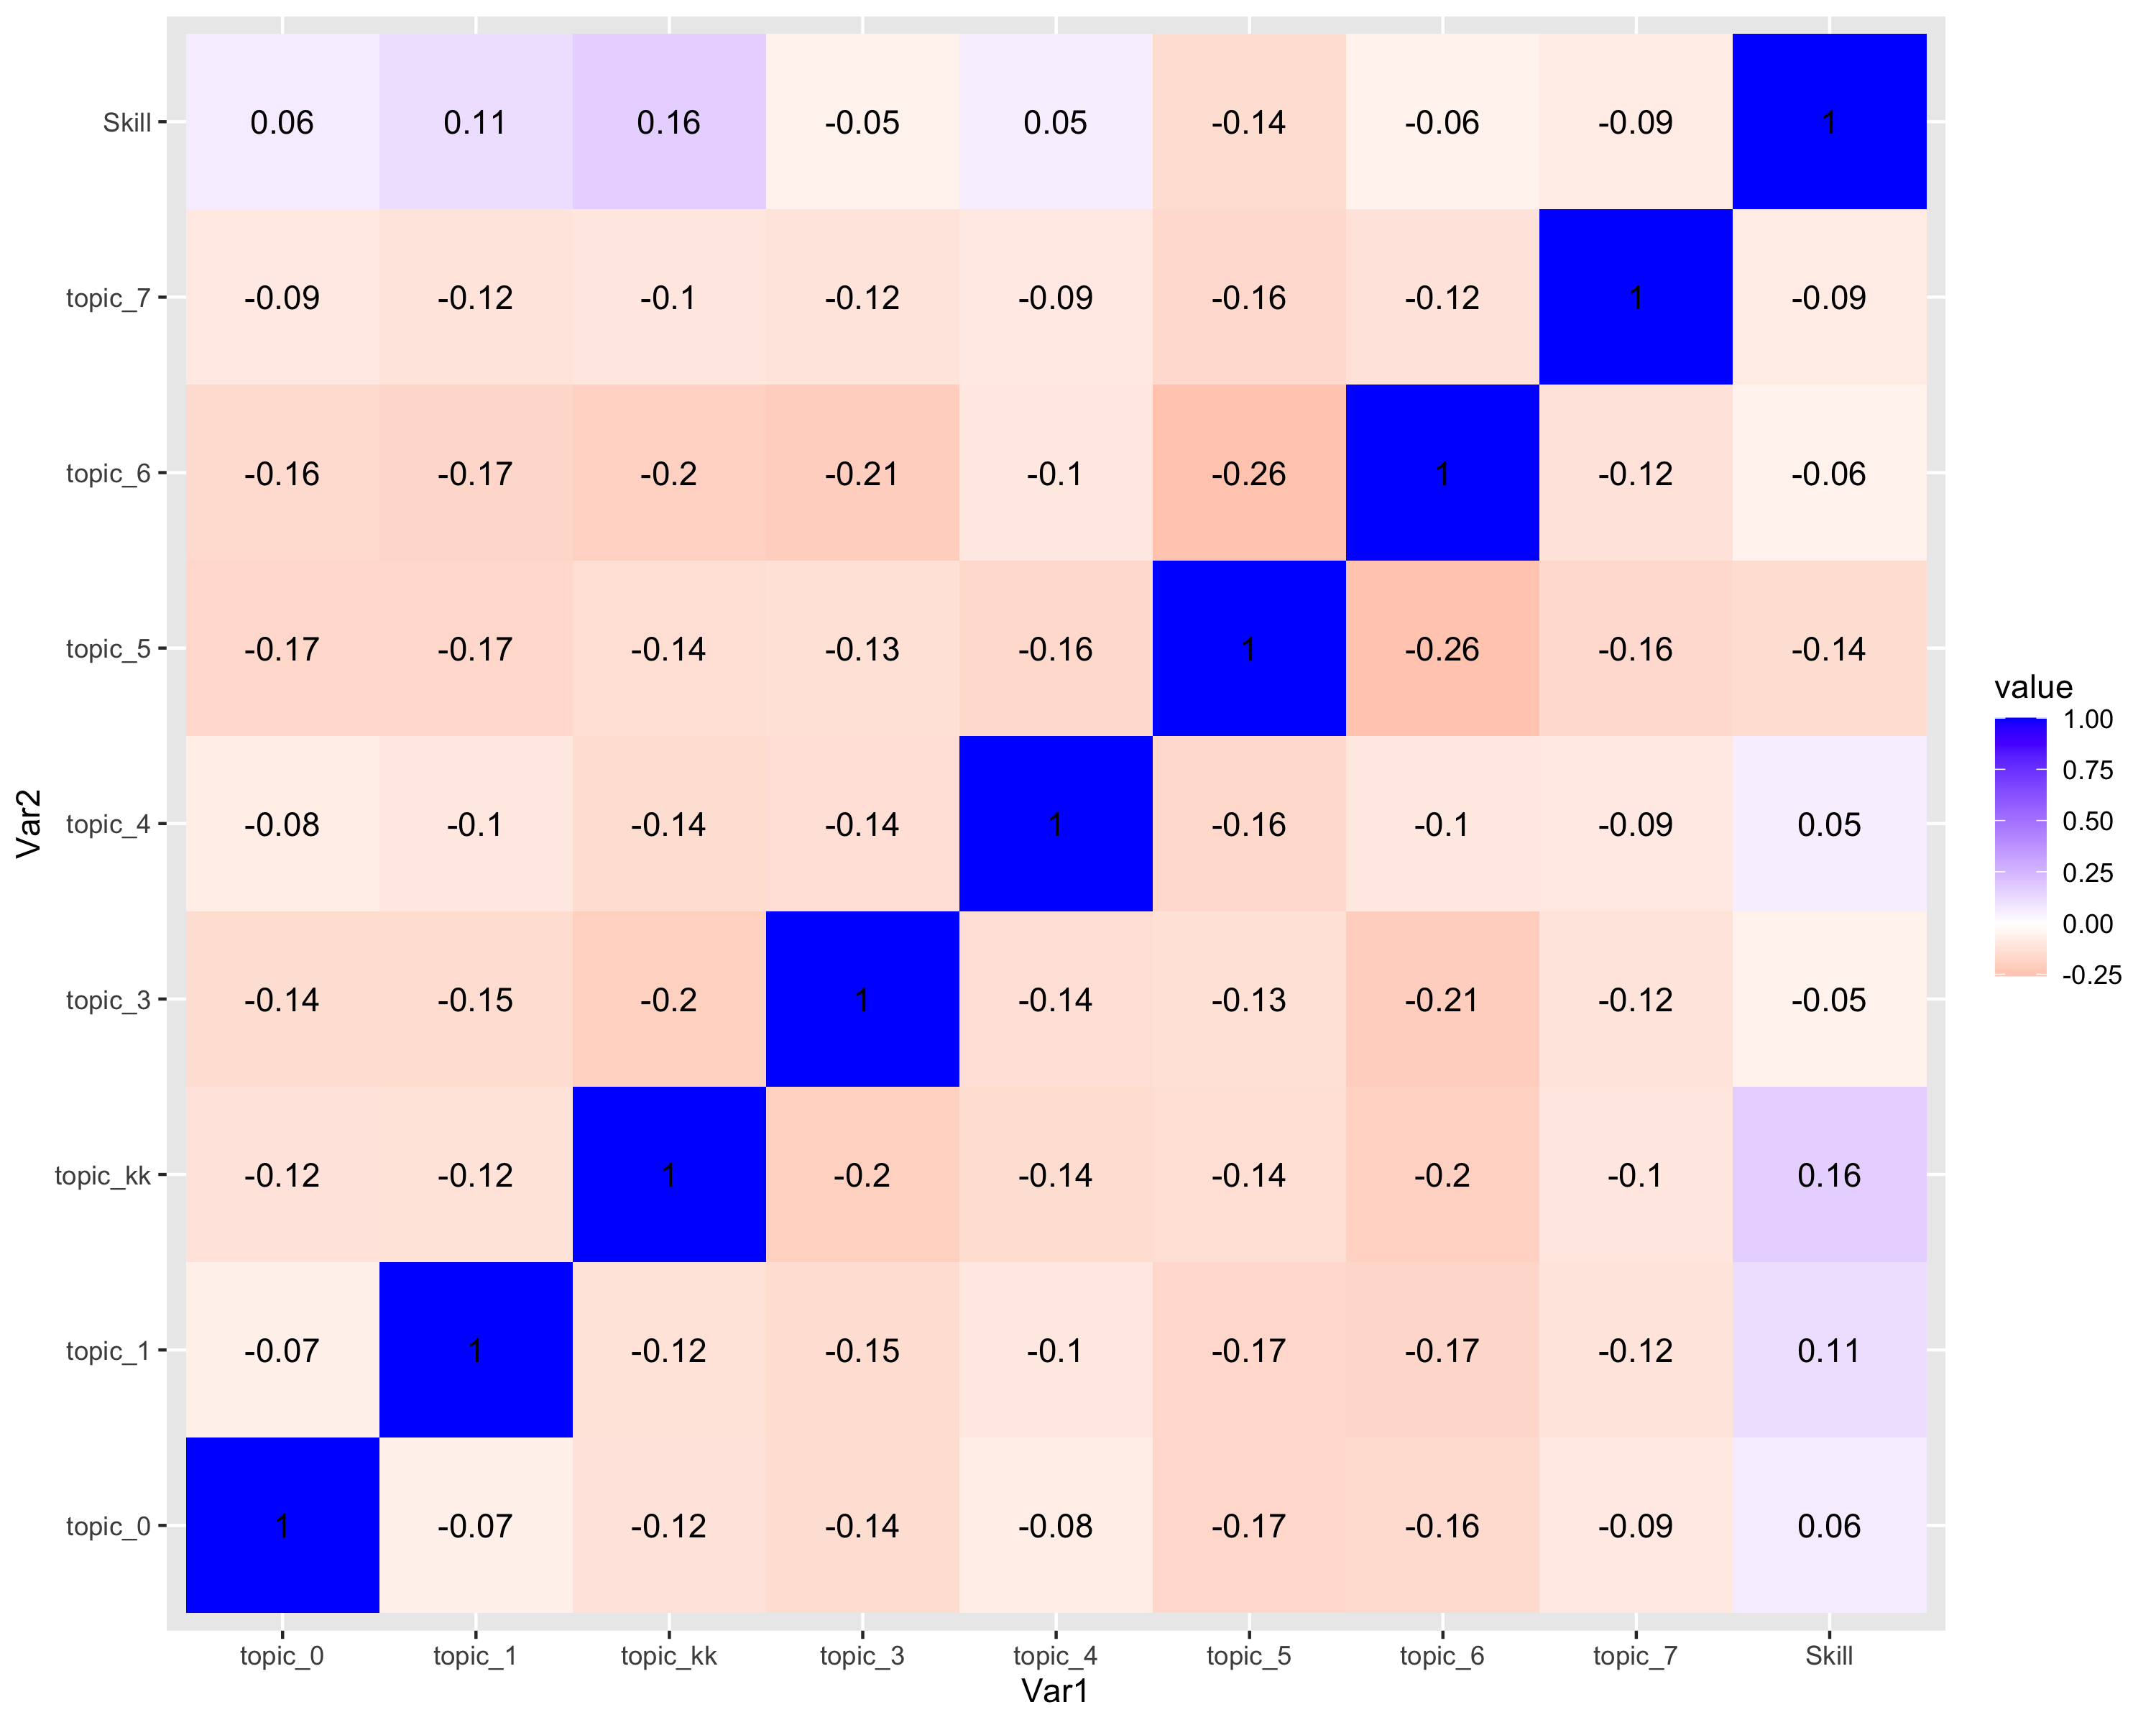 Skill 0.06 0.11 0.16 -0.05 0.05 -0.14 -0.06 -0.09 1
topic_7 -0.09 -0.12 -0.1 -0.12 -0.09 -0.16 -0.12 1 -0.09
topic_6 -0.16 -0.17 -0.2 -0.21 -0.1 -0.26 1 -0.12 -0.06
topic_5 -0.17 -0.17 -0.14 -0.13 -0.16 1 -0.26 -0.16 -0.14
topic_4 -0.08 -0.1 -0.14 -0.14 1 -0.16 -0.1 -0.09 0.05
topic_3 -0.14 -0.15 -0.2 1 -0.14 -0.13 -0.21 -0.12 -0.05
topic_kk -0.12 -0.12 1 -0.2 -0.14 -0.14 -0.2 -0.1 0.16
topic_1 -0.07 1 -0.12 -0.15 -0.1 -0.17 -0.17 -0.12 0.11
topic_0 1 -0.07 -0.12 -0.14 -0.08 -0.17 -0.16 -0.09 0.06
topic_0 topic_1 topic_kk topic_3 topic_4 topic_5 topic_6 topic_7 Skill
Var1
Var2
value
1.00
0.75
0.50
0.25
0.00
-0.25